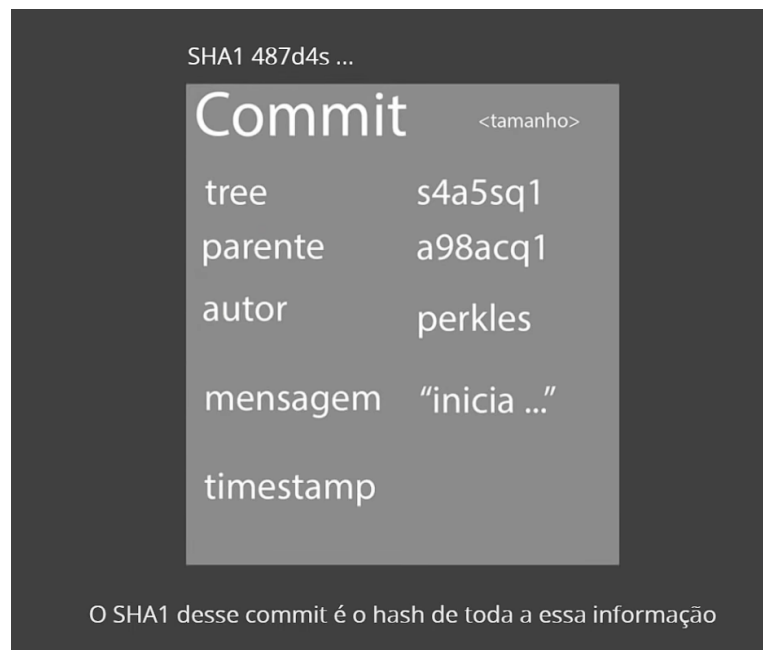 SHA1 487d4s ...
Commit <tamanho>
tree s4a5sq1
parente a98acq1
autor perkles
mensagem “inicia ...”
timestamp
O SHA1 desse commit é o hash de toda a essa informação